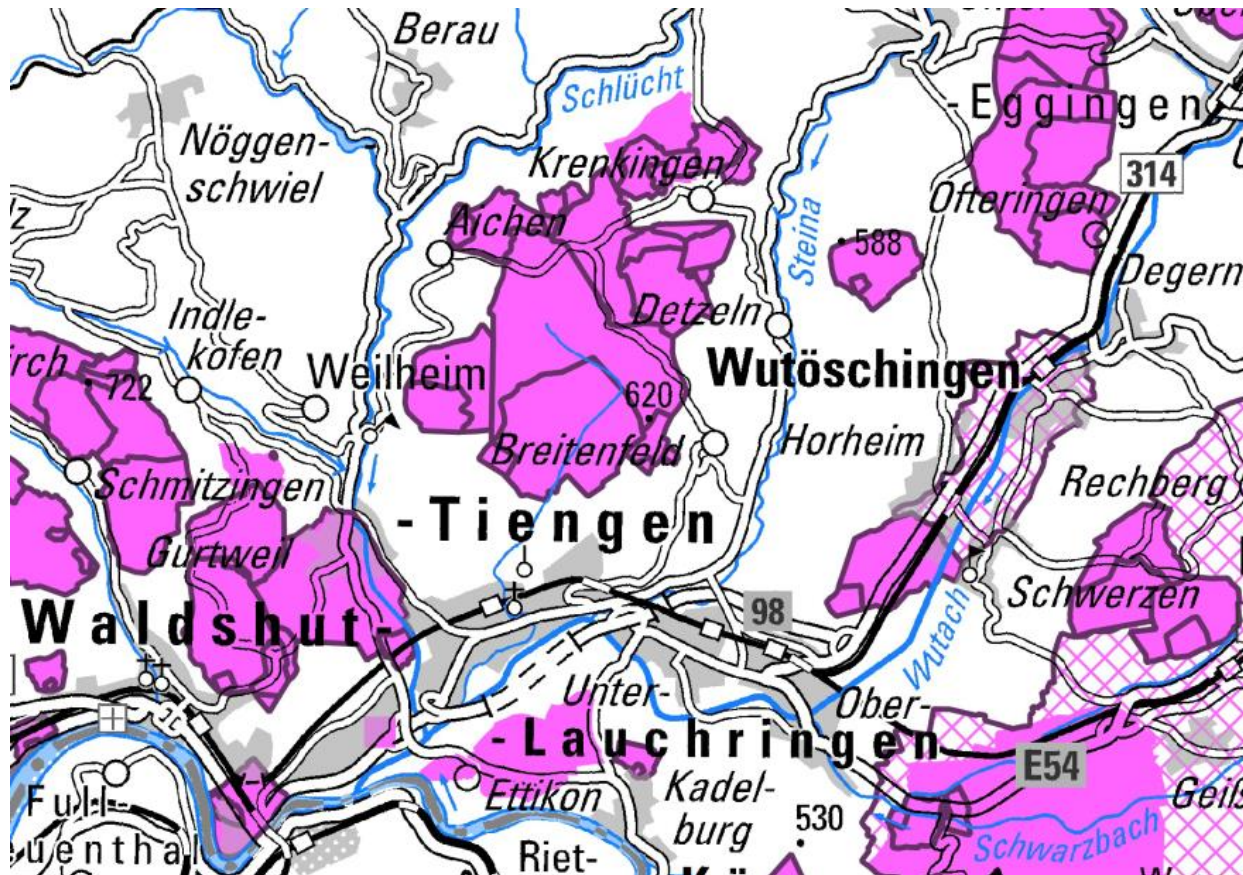 Berau
Schlücht
-Eggingen
Nöggen-
schwiel
Krenkingen
314
Ofteringen
Aichen
Steina
588
Degern
Indle-
kofen
Detzeln
Weilheim
722
620
Wutöschingen
Breitenfeld
Horheim
Rechberg
Schmitzingen
-Tiengen
Gurtweil
Schwerzen
Waldshut-
98
Wutach
Unter-
Ober-
-Lauchringen
E54
Ettikon
Kadel-
burg
Full-
530
Schwarzbach
Riet-